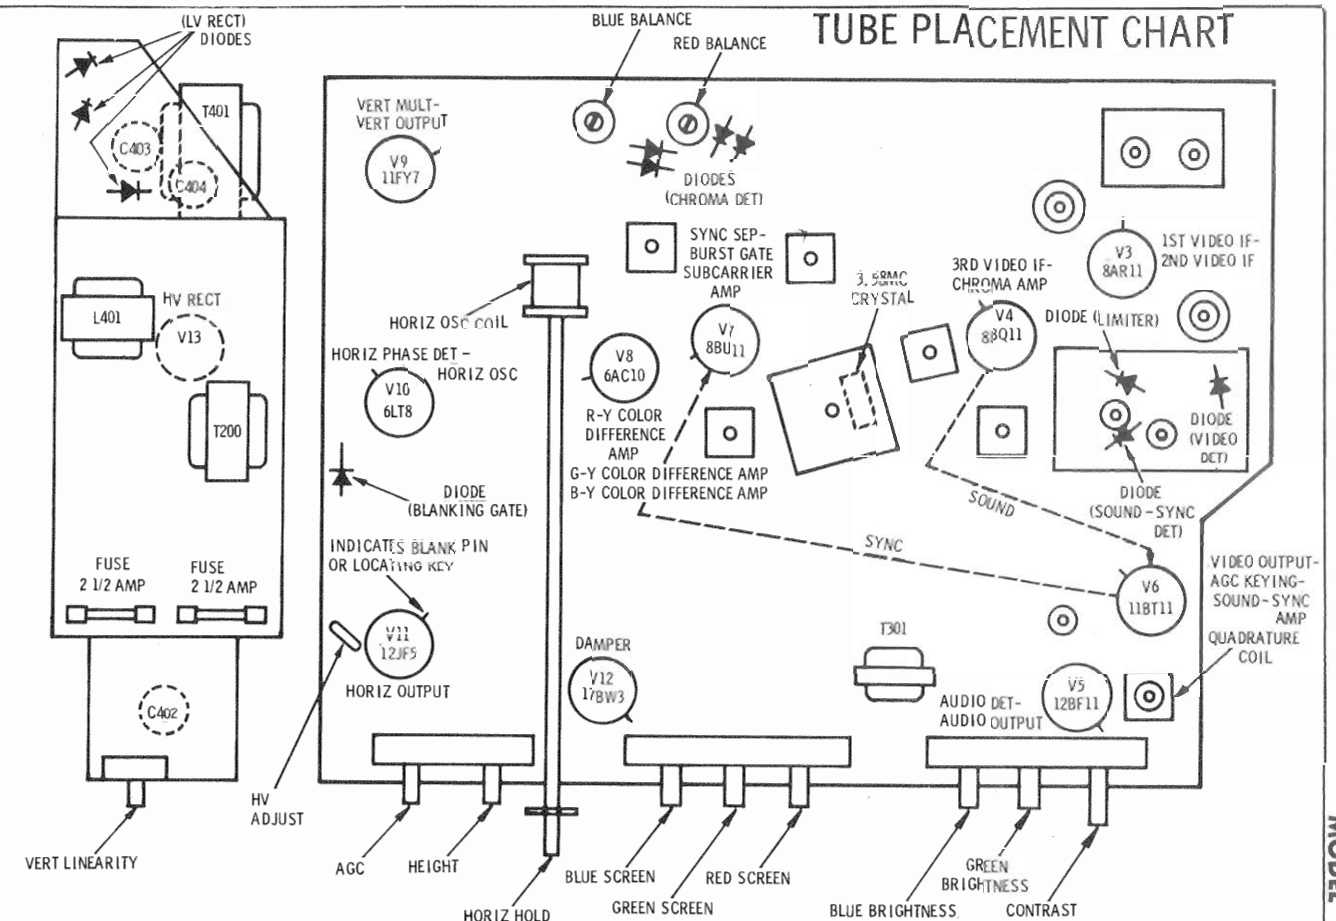 TUBE PLACEMENT CHART
(LV RECT)
DIODES
BLUE BALANCE
RED BALANCE
T401
C403
C404
VERT MULT-
VERT OUTPUT
V9
11FY7
DIODES
(CHROMA DET)
SYNC SEP-
BURST GATE
SUBCARRIER
AMP
V7
8BU11
3.58MC
CRYSTAL
3RD VIDEO IF-
CHROMA AMP
V4
8BQ11
V3
8AR11
1ST VIDEO IF-
2ND VIDEO IF
DIODE (LIMITER)
DIODE
(VIDEO
DET)
DIODE
(SOUND-SYNC
DET)
HV RECT
L401
V13
T200
HORIZ OSC COIL
HORIZ PHASE DET-
HORIZ OSC
V10
6LT8
V8
6AC10
R-Y COLOR
DIFFERENCE
AMP
G-Y COLOR DIFFERENCE AMP
B-Y COLOR DIFFERENCE AMP
DIODE
(BLANKING GATE)
SOUND
SYNC
INDICATES BLANK PIN
OR LOCATING KEY
FUSE
2 1/2 AMP
FUSE
2 1/2 AMP
V11
12JF5
HORIZ OUTPUT
DAMPER
V12
17BW3
T301
V6
11BT11
VIDEO OUTPUT-
AGC KEYING-
SOUND-SYNC
AMP
QUADRATURE
COIL
AUDIO DET-
AUDIO OUTPUT
V5
12BF11
C402
VERT LINEARITY
HV
ADJUST
AGC
HEIGHT
HORIZ HOLD
BLUE SCREEN
GREEN SCREEN
RED SCREEN
BLUE BRIGHTNESS
GREEN
BRIGHTNESS
CONTRAST
MODEL